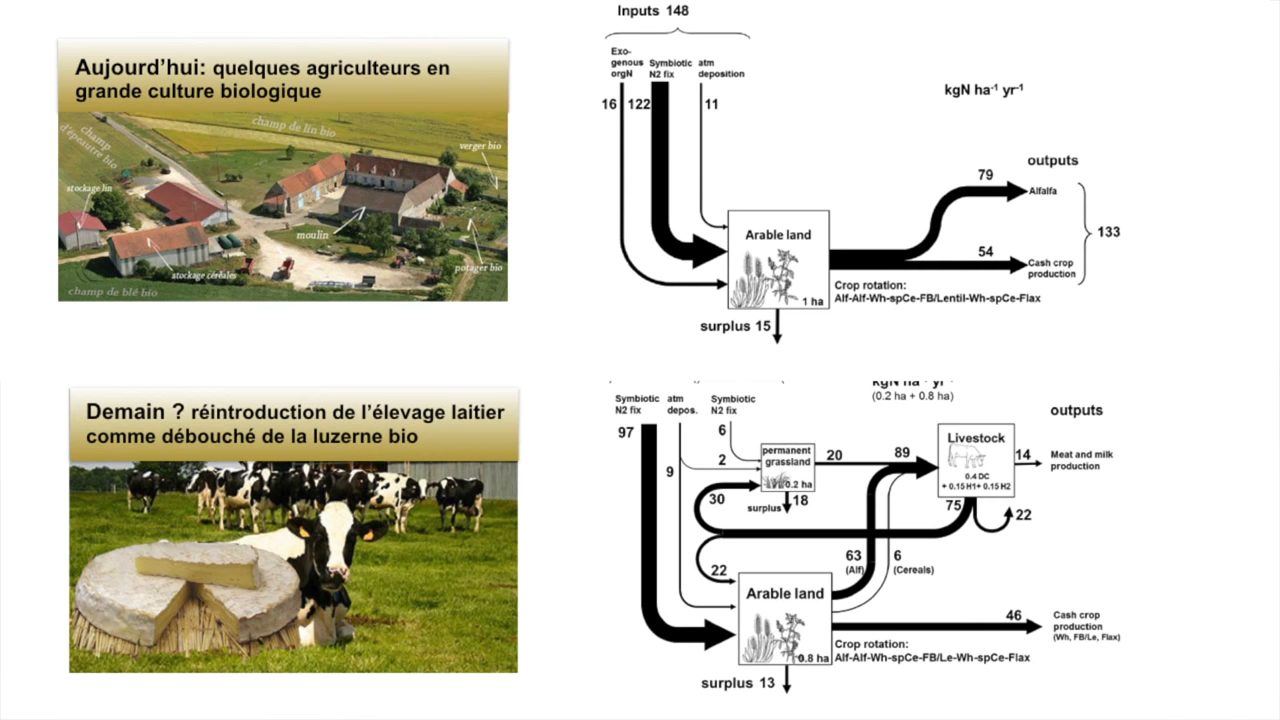 Aujourd'hui: quelques agriculteurs en
grande culture biologique
champ
d'épeautre bio
champ de lin bio
verger bio
stockage lin
moulin
stockage céréales
potager bio
champ de blé bio
Inputs 148
Exo-
genous
orgN
Symbiotic
N2 fix
atm
deposition
16
122
11
kgN ha-1 yr-1
outputs
79
Alfalfa
133
54
Cash crop
production
Arable land
1 ha
Crop rotation:
Alf-Alf-Wh-spCe-FB/Lentil-Wh-spCe-Flax
surplus 15
Demain ? réintroduction de l'élevage laitier
comme débouché de la luzerne bio
kgN ha-1 yr-1
(0.2 ha + 0.8 ha)
Symbiotic
N2 fix
atm
depos.
Symbiotic
N2 fix
97
9
6
2
permanent
grassland
0.2 ha
20
89
Livestock
0.4 DC
+ 0.15 H1+ 0.15 H2
outputs
14
Meat and milk
production
30
surplus 18
75
22
22
63
(Alf)
6
(Cereals)
Arable land
0.8 ha
46
Cash crop
production
(Wh, FB/Le, Flax)
Crop rotation:
Alf-Alf-Wh-spCe-FB/Le-Wh-spCe-Flax
surplus 13